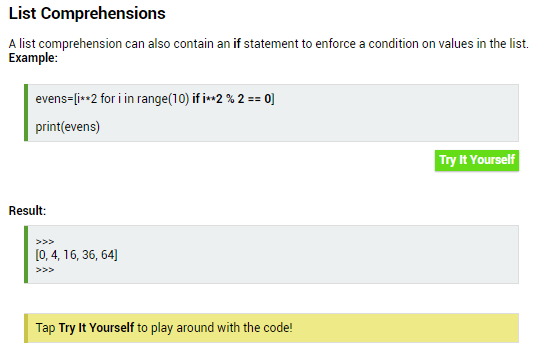 List Comprehensions
A list comprehension can also contain an if statement to enforce a condition on values in the list.
Example:
evens=[i**2 for i in range(10) if i**2 % 2 == 0]
print(evens)
Try It Yourself
Result:
>>>
[0, 4, 16, 36, 64]
>>>
Tap Try It Yourself to play around with the code!